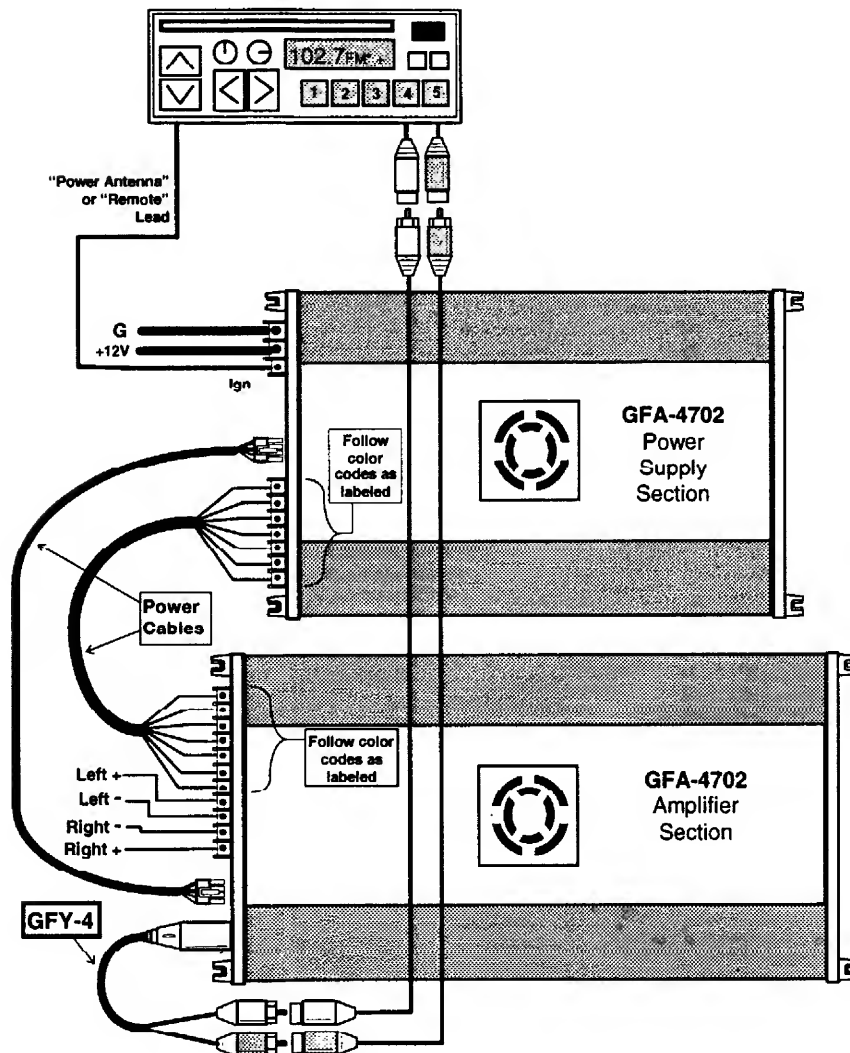 102.7FM* +
1 2 3 4 5
"Power Antenna"
or "Remote"
Lead
G
+12V
Ign
Follow
color
codes as
labeled
GFA-4702
Power
Supply
Section
Power
Cables
Follow color
codes as
labeled
Left +
Left -
Right -
Right +
GFA-4702
Amplifier
Section
GFY-4